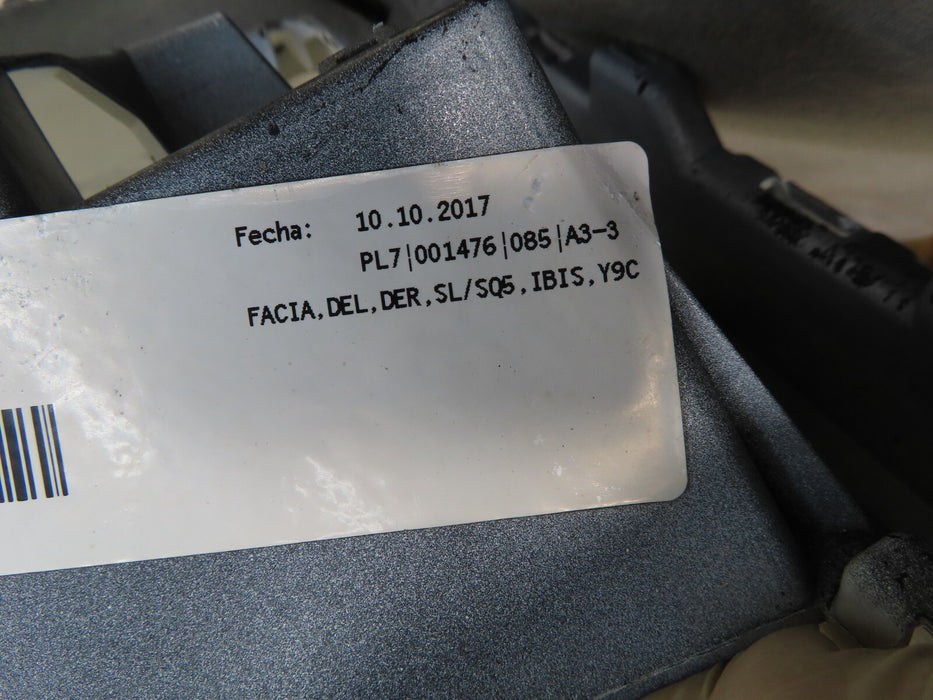 Fecha: 10.10.2017
PL7|001476|085|A3-3
FACIA,DEL,DER,SL/SQ5,IBIS,Y9C